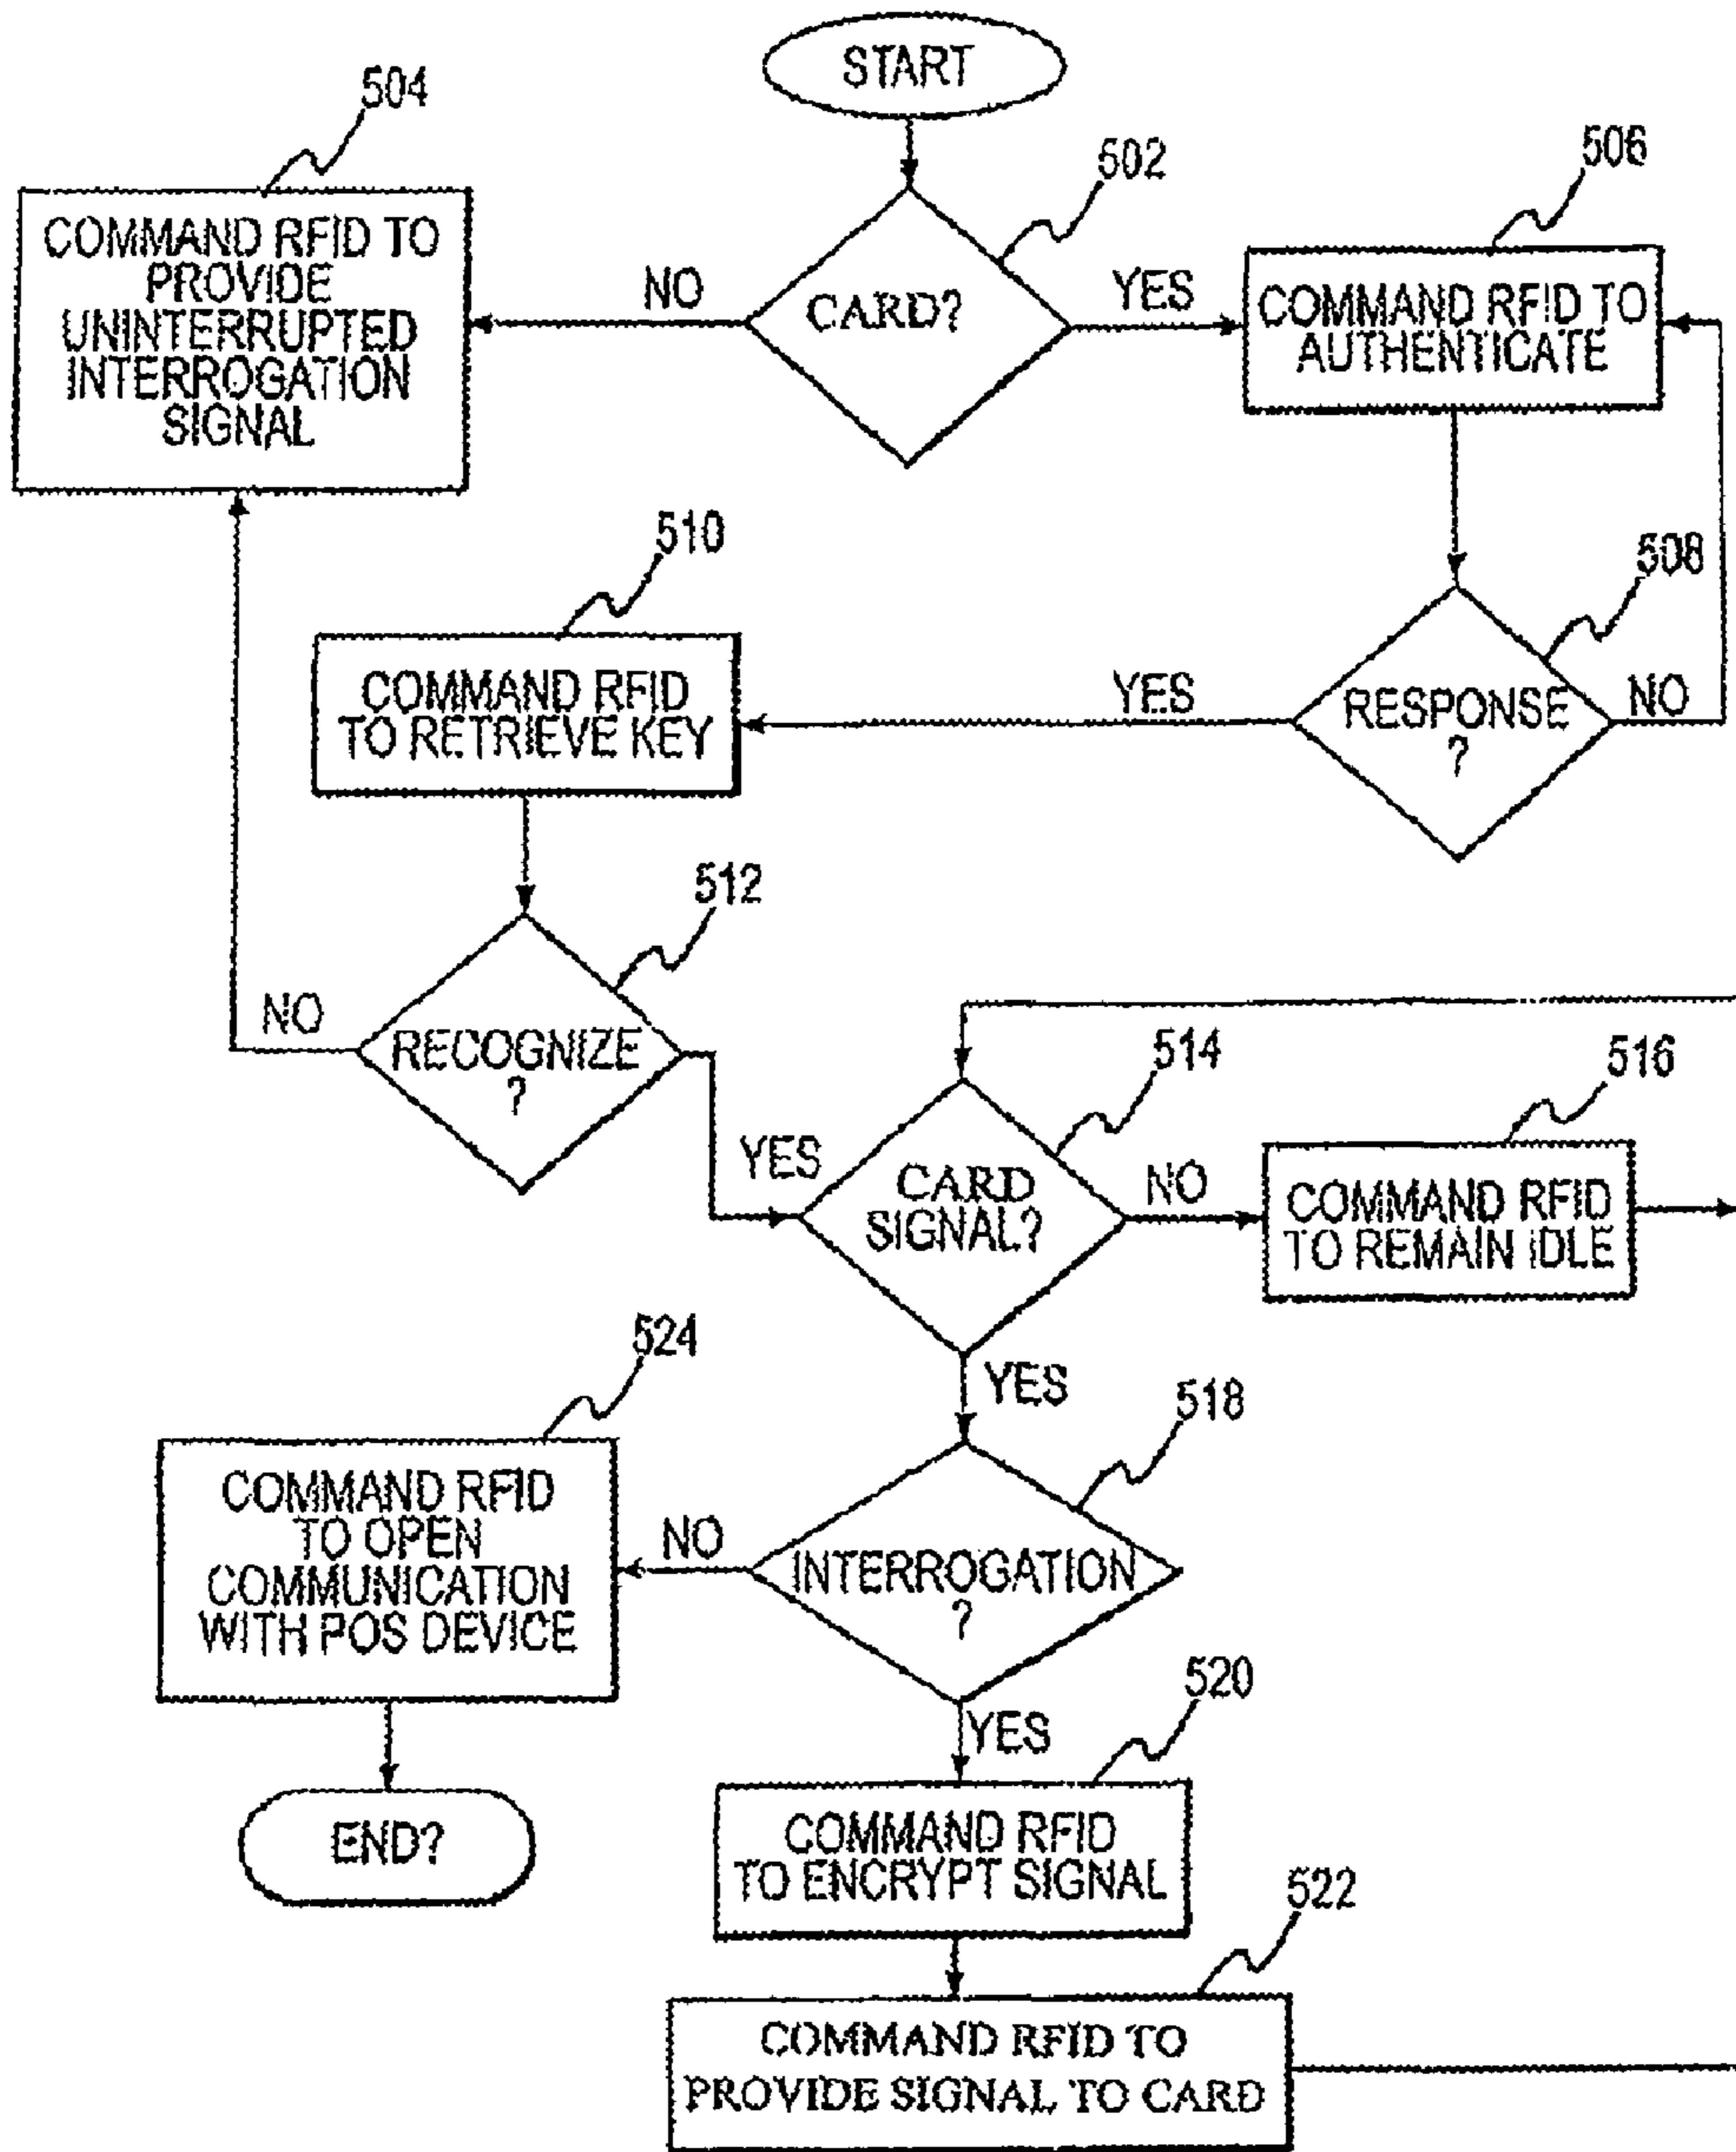 START
504
502
506
COMMAND RFID TO
PROVIDE
UNINTERRUPTED
INTERROGATION
SIGNAL
NO
CARD?
YES
COMMAND RFID TO
AUTHENTICATE
510
508
COMMAND RFID
TO RETRIEVE KEY
YES
RESPONSE
?
NO
512
NO
RECOGNIZE
?
514
516
YES
CARD
SIGNAL?
NO
COMMAND RFID
TO REMAIN IDLE
524
YES
518
COMMAND RFID
TO OPEN
COMMUNICATION
WITH POS DEVICE
NO
INTERROGATION
?
520
YES
END?
COMMAND RFID
TO ENCRYPT SIGNAL
522
COMMAND RFID TO
PROVIDE SIGNAL TO CARD